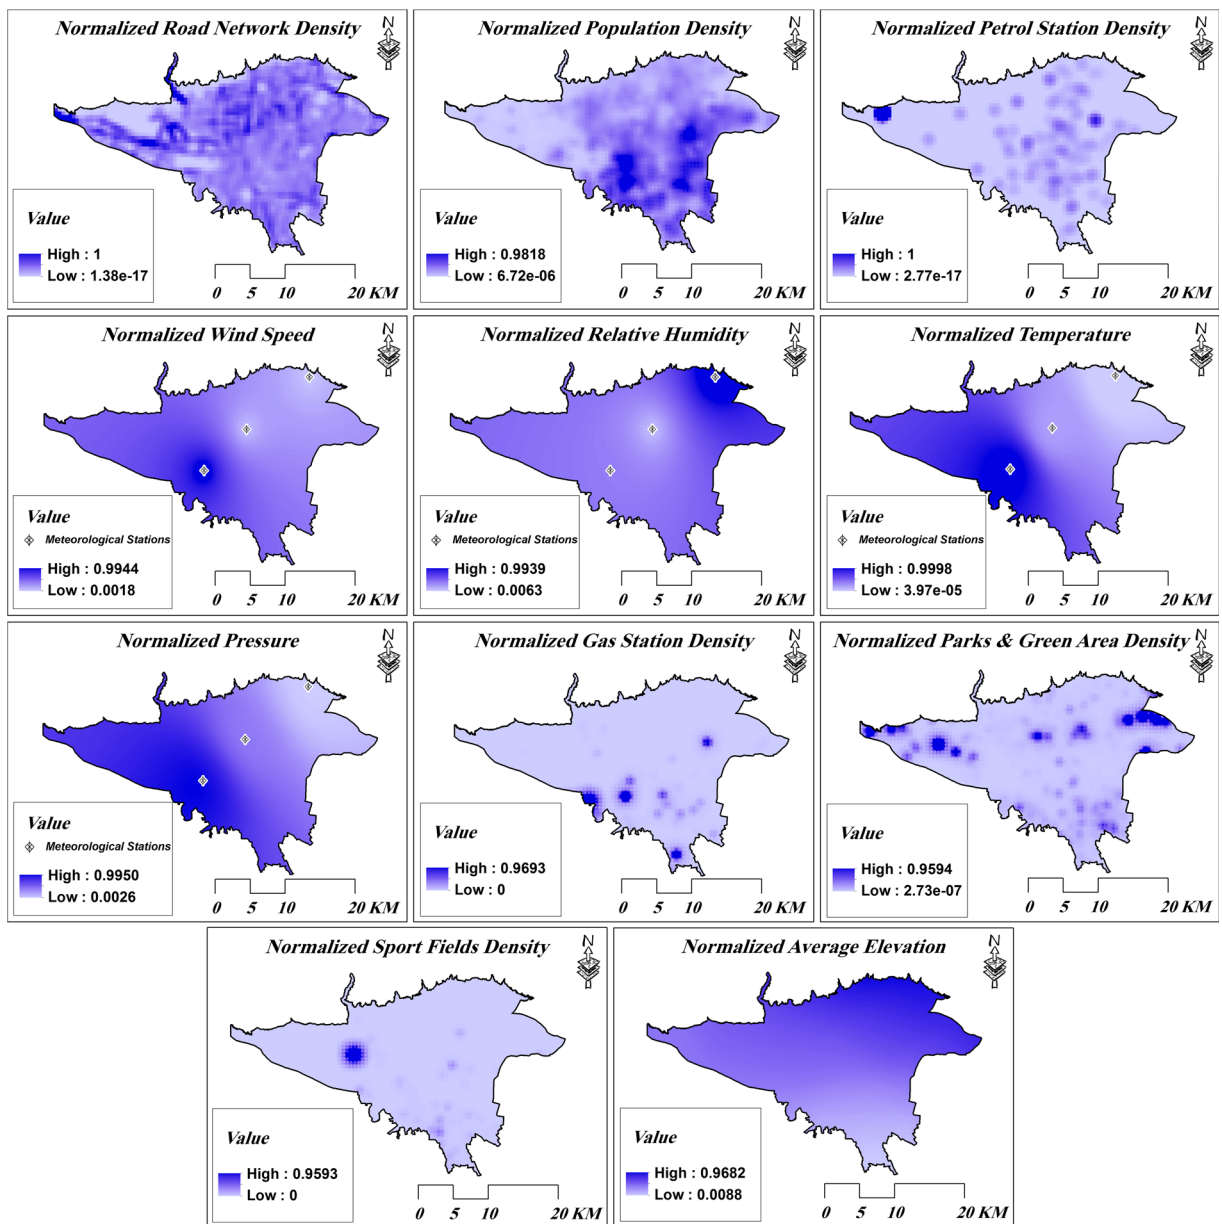 Normalized Road Network Density
N
Value
High : 1
Low : 1.38e-17
0 5 10 20 KM
Normalized Population Density
N
Value
High : 0.9818
Low : 6.72e-06
0 5 10 20 KM
Normalized Petrol Station Density
N
Value
High : 1
Low : 2.77e-17
0 5 10 20 KM
Normalized Wind Speed
N
Value
Meteorological Stations
High : 0.9944
Low : 0.0018
0 5 10 20 KM
Normalized Relative Humidity
N
Value
Meteorological Stations
High : 0.9939
Low : 0.0063
0 5 10 20 KM
Normalized Temperature
N
Value
Meteorological Stations
High : 0.9998
Low : 3.97e-05
0 5 10 20 KM
Normalized Pressure
N
Value
Meteorological Stations
High : 0.9950
Low : 0.0026
0 5 10 20 KM
Normalized Gas Station Density
N
Value
High : 0.9693
Low : 0
0 5 10 20 KM
Normalized Parks & Green Area Density
N
Value
High : 0.9594
Low : 2.73e-07
0 5 10 20 KM
Normalized Sport Fields Density
N
Value
High : 0.9593
Low : 0
0 5 10 20 KM
Normalized Average Elevation
N
Value
High : 0.9682
Low : 0.0088
0 5 10 20 KM